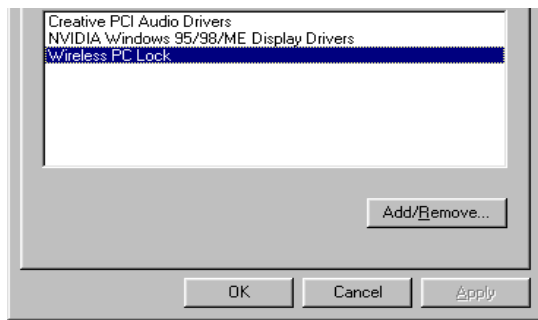 Creative PCI Audio Drivers
NVIDIA Windows 95/98/ME Display Drivers
Wireless PC Lock
Add/Remove...
OK Cancel Apply